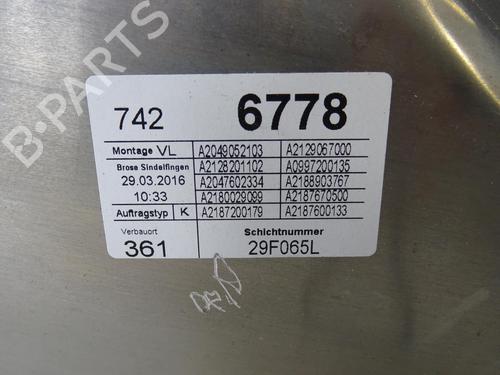 742 6778
Montage VL A2049052103 A2129067000
Brose Sindelfingen A2128201102 A0997200135
29.03.2016 A2047602334 A2188903767
10:33 A2180029099 A2187670500
Auftragstyp K A2187200179 A2187600133
Verbauort Schichtnummer
361 29F065L
B-PARTS